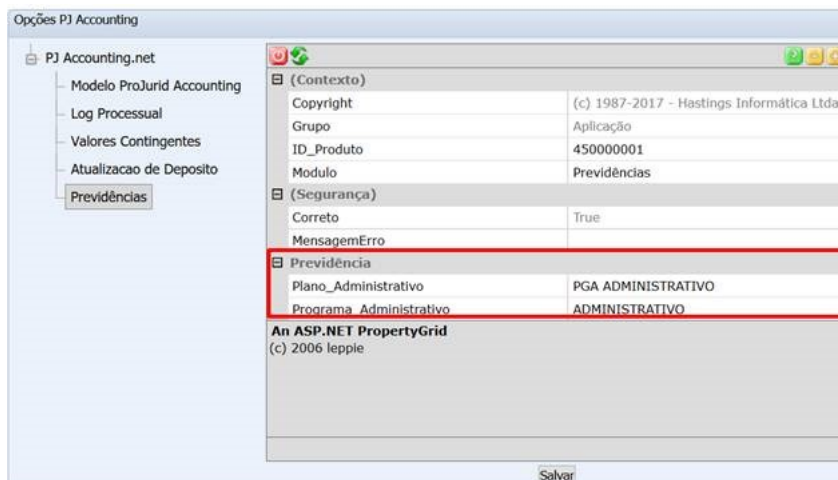 Opções PJ Accounting
PJ Accounting.net
Modelo ProJurid Accounting
Log Processual
Valores Contingentes
Atualizacao de Deposito
Previdências
(Contexto)
Copyright (c) 1987-2017 - Hastings Informática Ltda
Grupo Aplicação
ID_Produto 450000001
Modulo Previdências
(Segurança)
Correto True
MensagemErro
Previdência
Plano_Administrativo PGA ADMINISTRATIVO
Programa_Administrativo ADMINISTRATIVO
An ASP.NET PropertyGrid
(c) 2006 leppie
Salvar